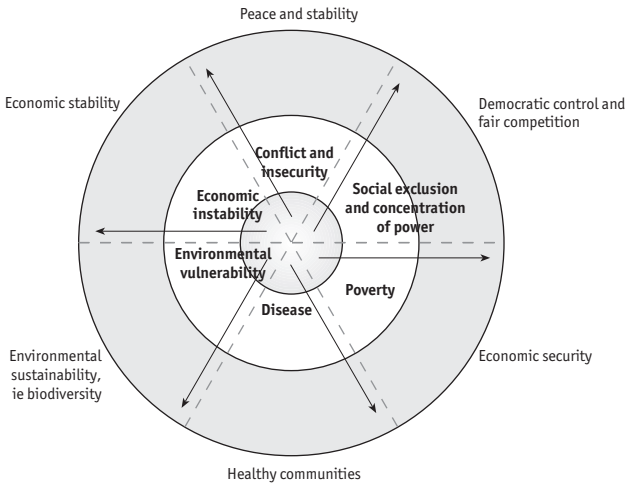 Peace and stability
Economic stability
Democratic control and
fair competition
Conflict and
insecurity
Economic
instability
Social exclusion
and concentration
of power
Environmental
vulnerability
Poverty
Disease
Environmental
sustainability,
ie biodiversity
Economic security
Healthy communities